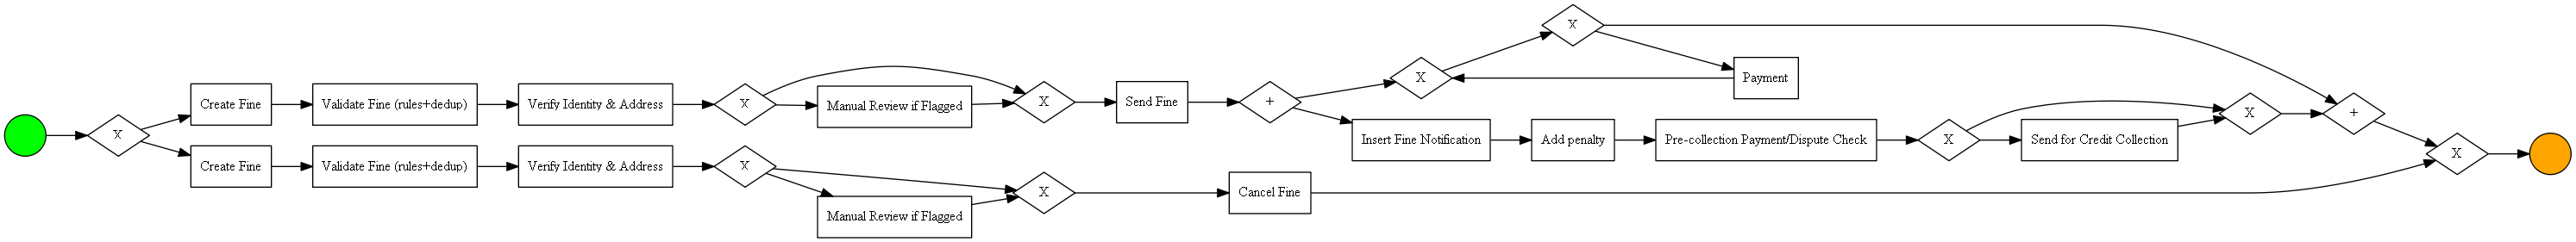 X
Create Fine
Validate Fine (rules+dedup)
Verify Identity & Address
X
Manual Review if Flagged
X
Send Fine
+
X
X
Payment
Insert Fine Notification
Add penalty
Pre-collection Payment/Dispute Check
X
Send for Credit Collection
X
+
Create Fine
Validate Fine (rules+dedup)
Verify Identity & Address
X
Manual Review if Flagged
X
Cancel Fine
X